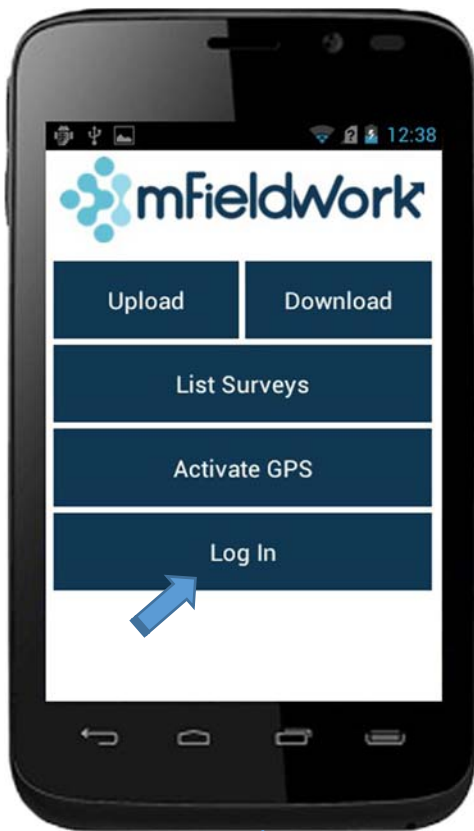 12:38
mFieldWork
Upload Download
List Surveys
Activate GPS
Log In